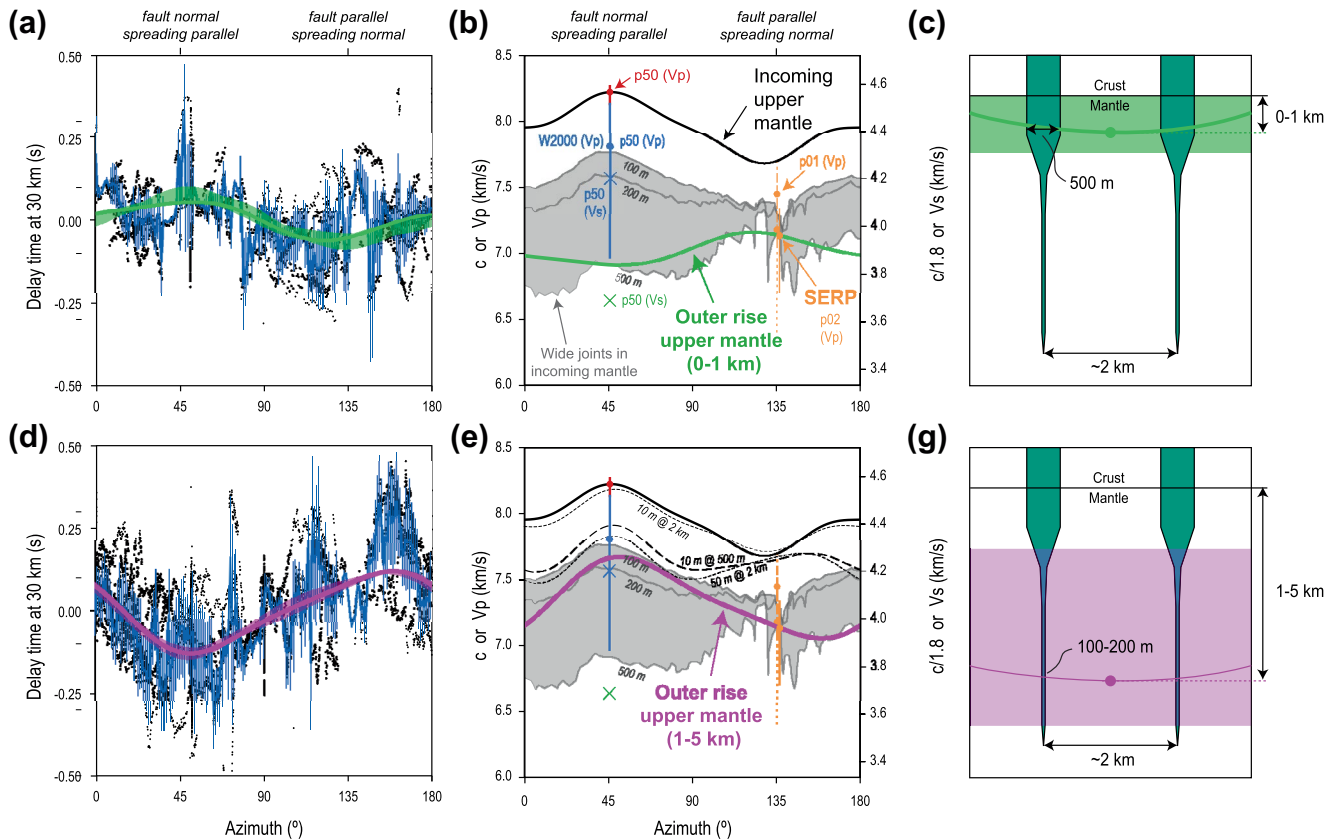 (a)
fault normal
spreading parallel
fault parallel
spreading normal
0.50
0.25
0.00
-0.25
-0.50
Delay time at 30 km (s)
0
45
90
135
180
(b)
fault normal
spreading parallel
fault parallel
spreading normal
8.5
8.0
7.5
7.0
6.5
6.0
c or Vp (km/s)
p50 (Vp)
Incoming
upper
mantle
W2000 (Vp)
p50 (Vp)
100 m
200 m
p50
(Vs)
p01 (Vp)
500 m
p50 (Vs)
Outer rise
upper mantle
(0-1 km)
SERP
p02
(Vp)
Wide joints in
incoming mantle
4.6
4.4
4.2
4.0
3.8
3.6
3.4
c/1.8 or Vs (km/s)
0
45
90
135
180
(c)
Crust
Mantle
0-1 km
500 m
~2 km
(d)
0.50
0.25
0.00
-0.25
-0.50
Delay time at 30 km (s)
0
45
90
135
180
Azimuth (º)
(e)
8.5
8.0
7.5
7.0
6.5
6.0
c or Vp (km/s)
10 m @ 2 km
10 m @ 500 m
50 m @ 2 km
100 m
200 m
500 m
Outer rise
upper mantle
(1-5 km)
4.6
4.4
4.2
4.0
3.8
3.6
3.4
c/1.8 or Vs (km/s)
0
45
90
135
180
Azimuth (º)
(g)
Crust
Mantle
1-5 km
100-200 m
~2 km